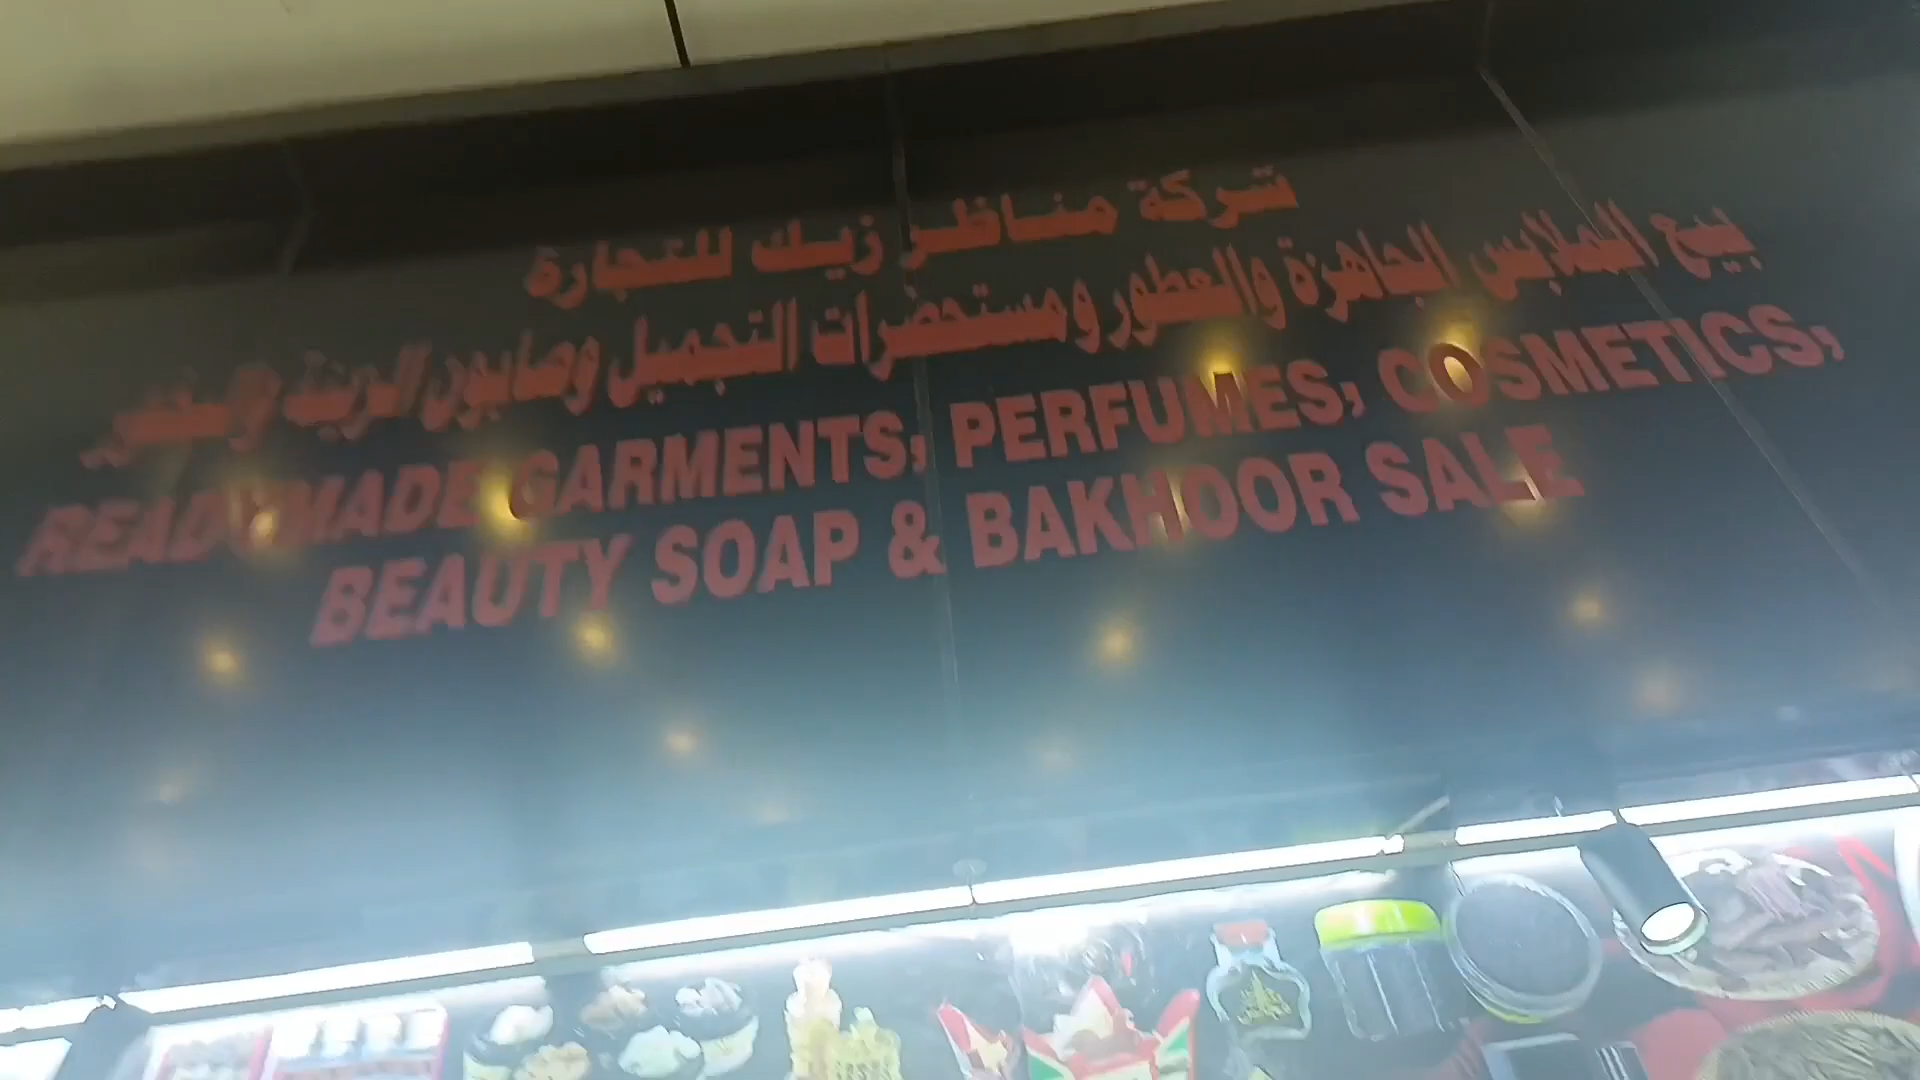 شركة مناظر زيك للتجارة
بيع الملابس الجاهزة والعطور ومستحضرات التجميل وصابون الزينة والبخور
READYMADE GARMENTS, PERFUMES, COSMETICS,
BEAUTY SOAP & BAKHOOR SALE